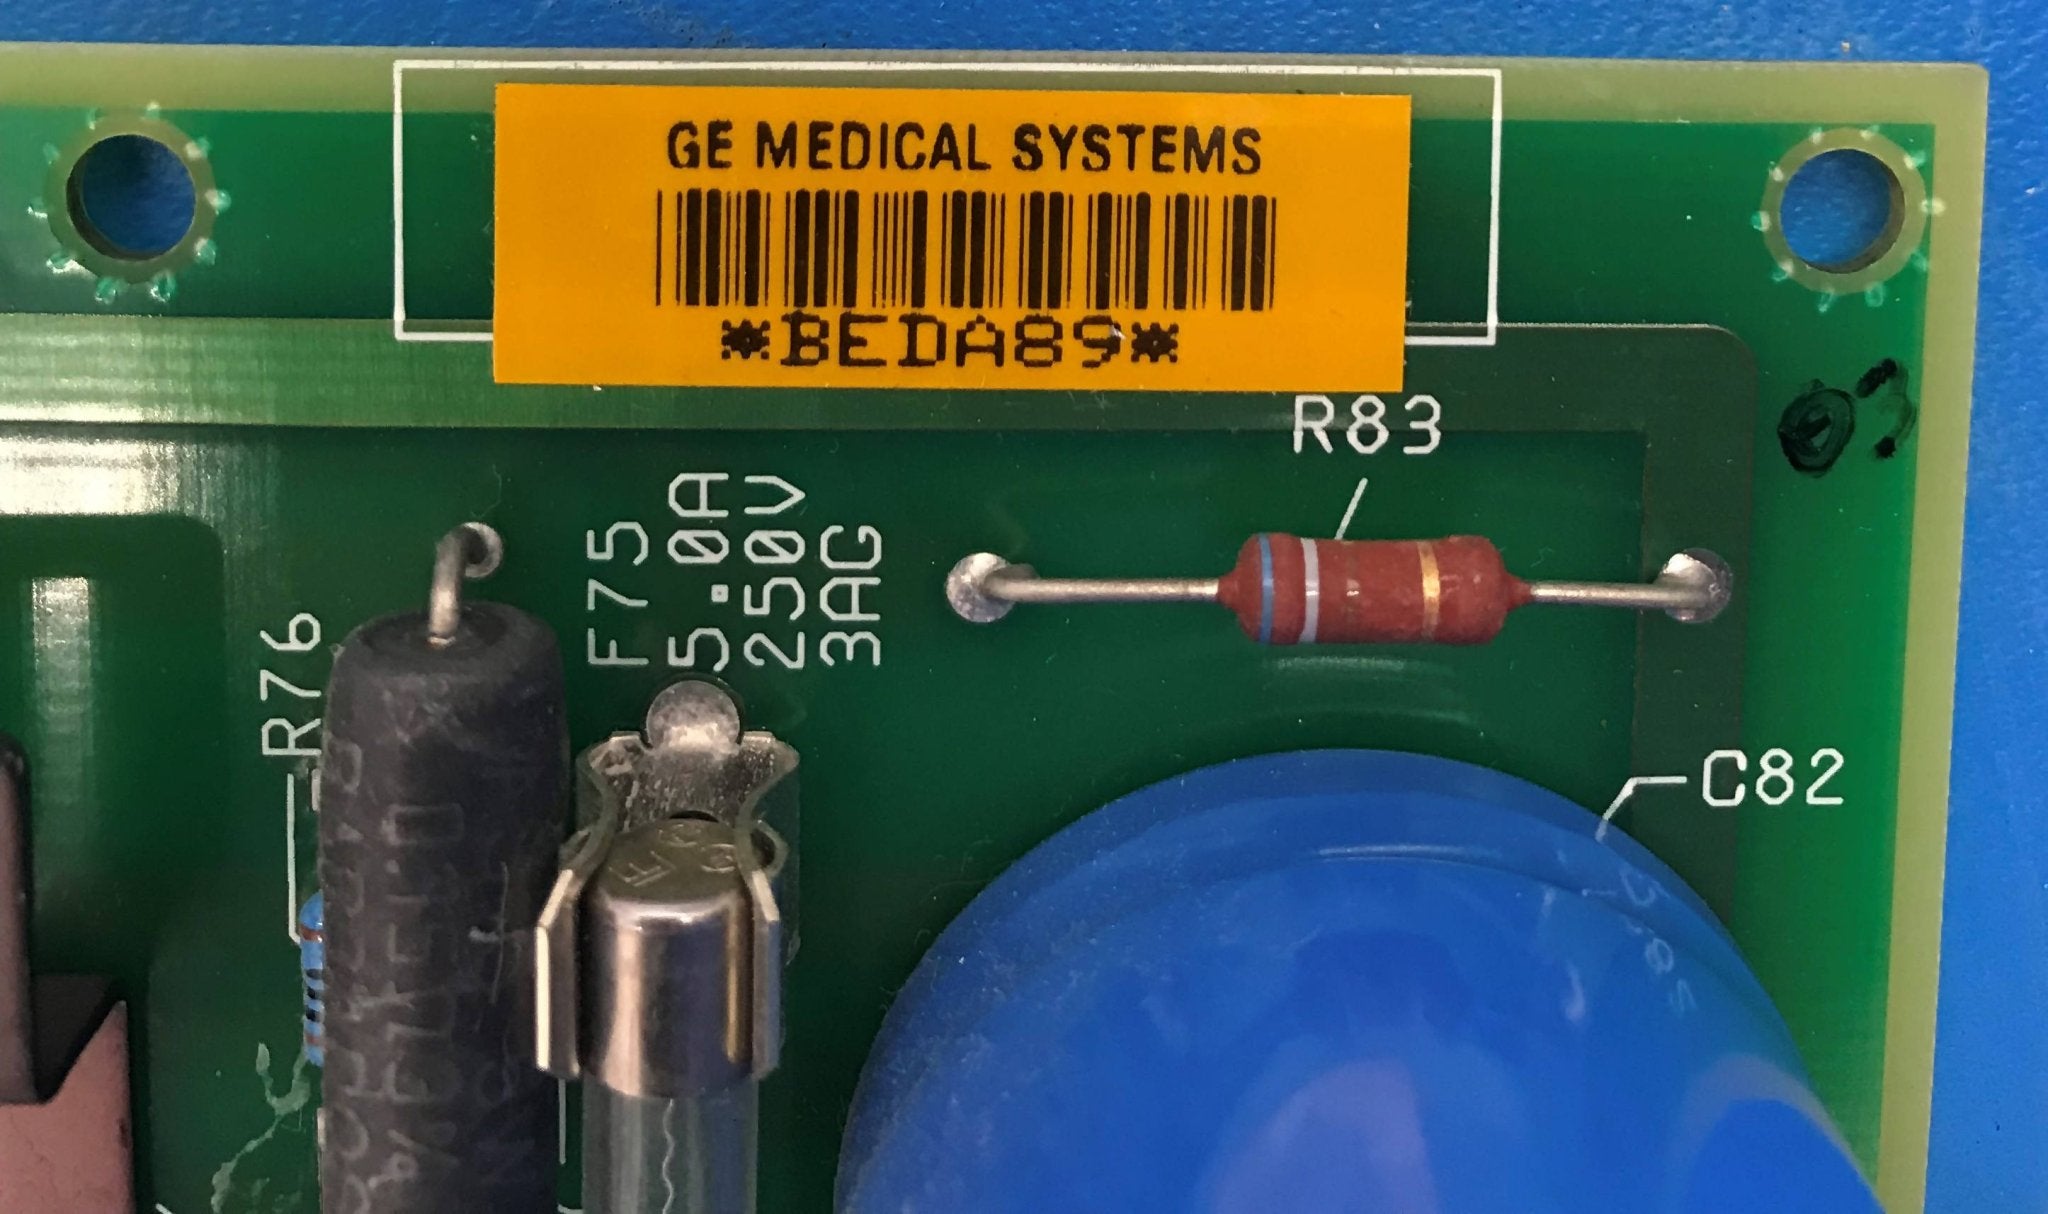 GE MEDICAL SYSTEMS
*BEDA89*
R83
F75
5.0A
250V
3AG
R76
C82